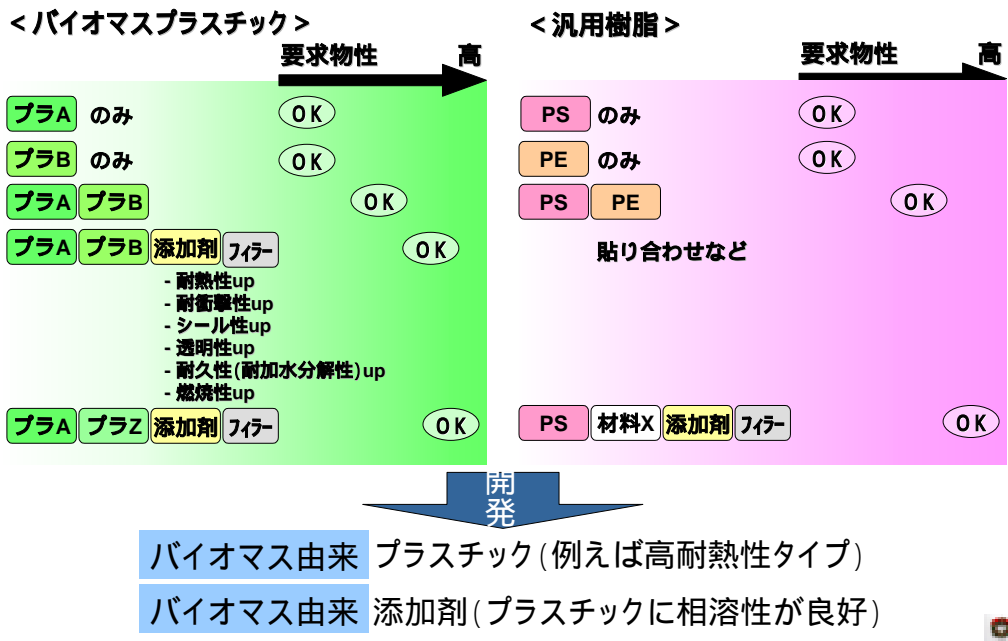 ＜バイオマスプラスチック＞
要求物性 高
プラA のみ OK
プラB のみ OK
プラA プラB OK
プラA プラB 添加剤 フィラー OK
- 耐熱性up
- 耐衝撃性up
- シール性up
- 透明性up
- 耐久性(耐加水分解性)up
- 燃焼性up
プラA プラZ 添加剤 フィラー OK
＜汎用樹脂＞
要求物性 高
PS のみ OK
PE のみ OK
PS PE OK
貼り合わせなど
PS 材料X 添加剤 フィラー OK
開発
バイオマス由来 プラスチック(例えば高耐熱性タイプ)
バイオマス由来 添加剤(プラスチックに相溶性が良好)